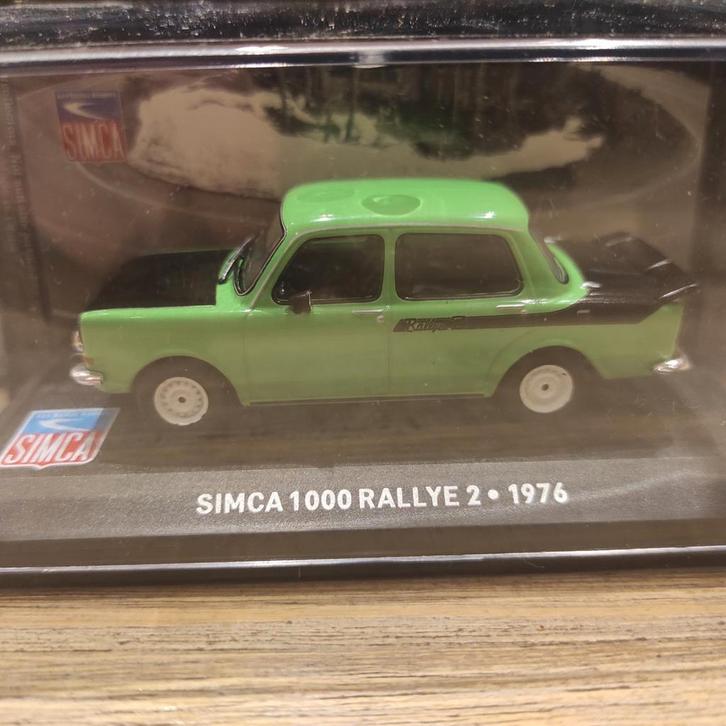 SIMCA
Rallye 2
SIMCA
SIMCA 1000 RALLYE 2 • 1976